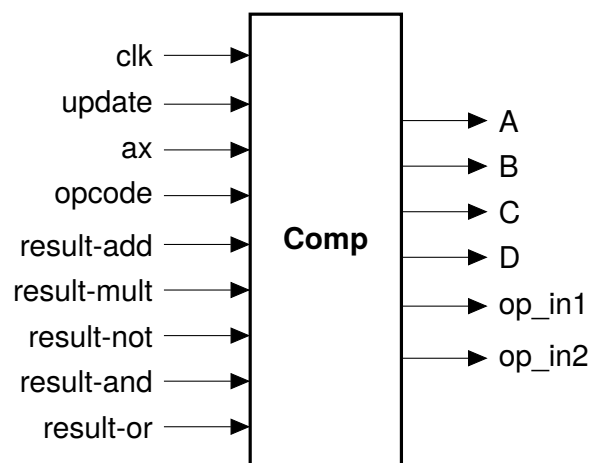 clk
update
ax
opcode
result-add
result-mult
result-not
result-and
result-or
Comp
A
B
C
D
op_in1
op_in2